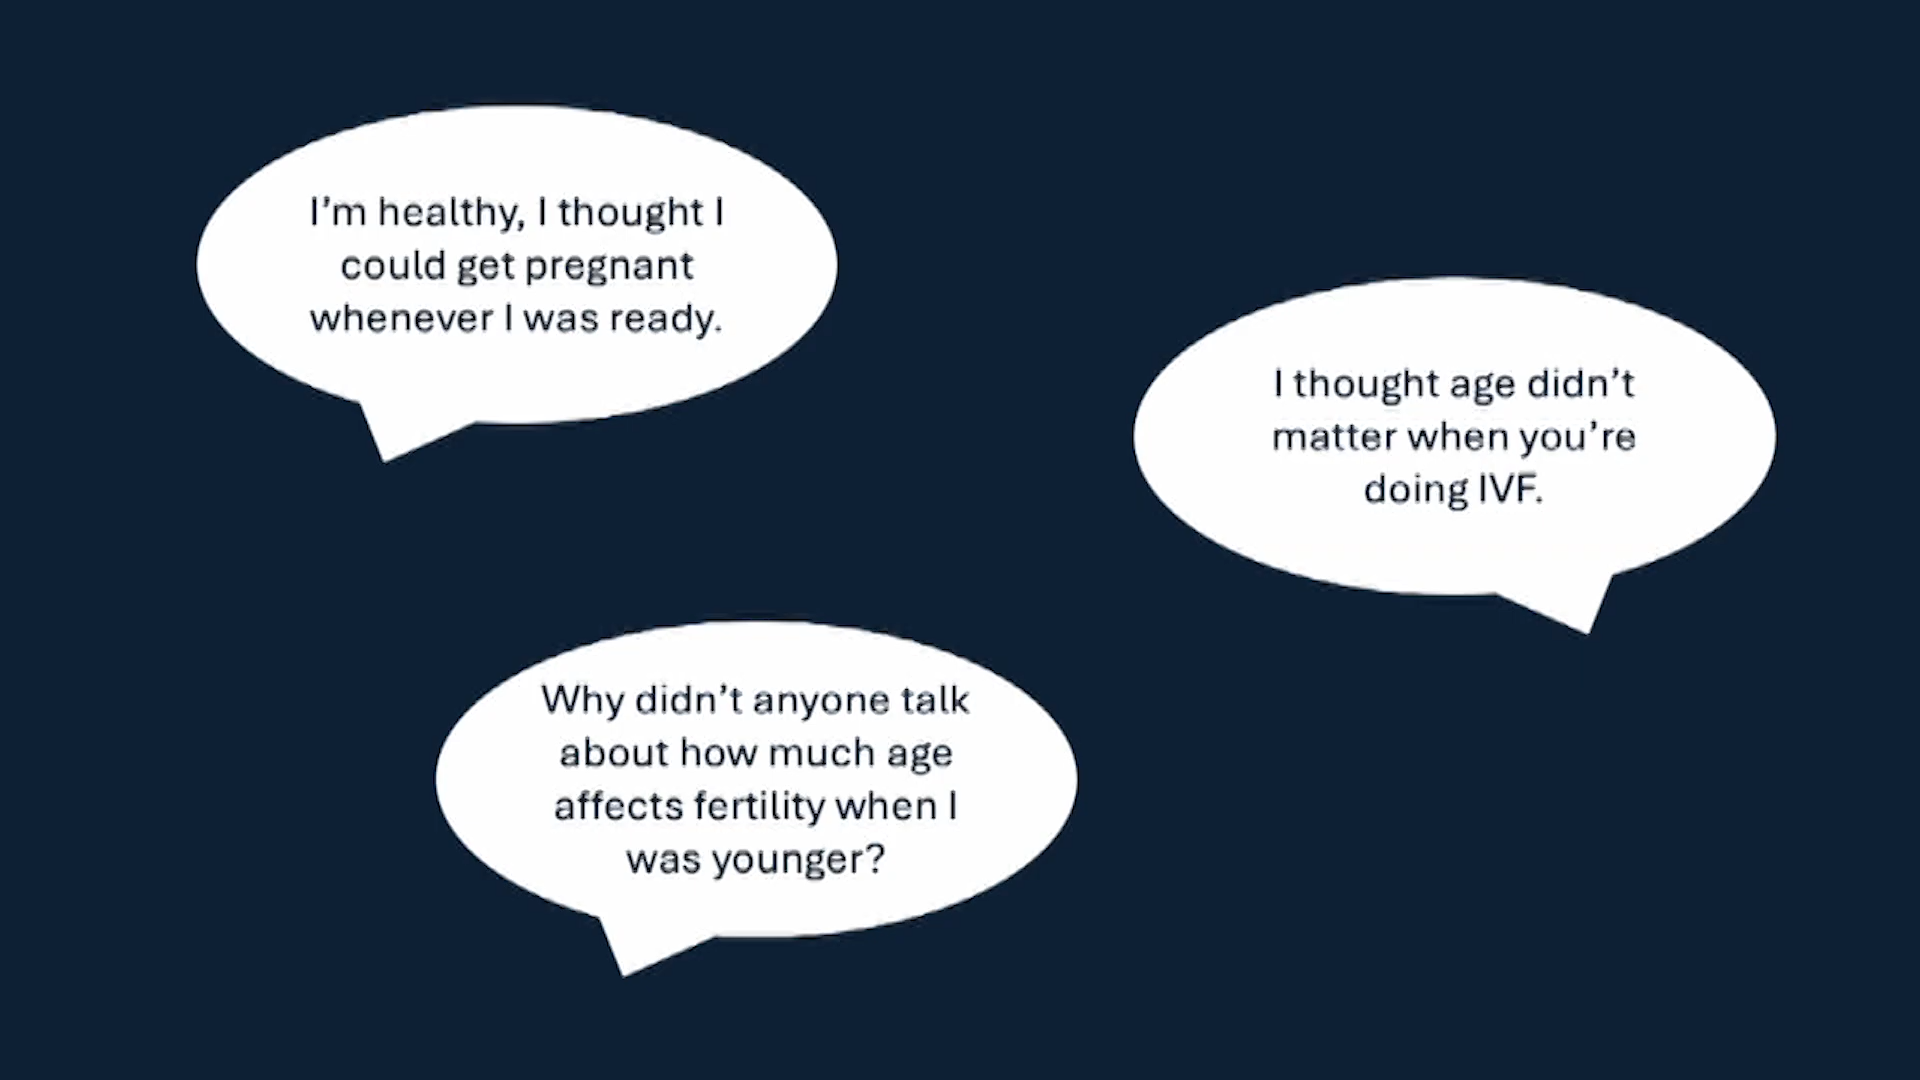 I’m healthy, I thought I
could get pregnant
whenever I was ready.
I thought age didn’t
matter when you’re
doing IVF.
Why didn’t anyone talk
about how much age
affects fertility when I
was younger?